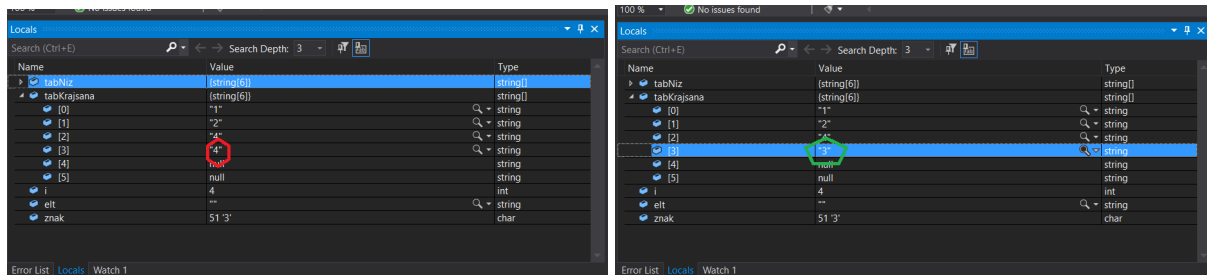 100 % No issues found
Locals
Search (Ctrl+E) Search Depth: 3
Name Value Type
tabNiz {string[6]} string[]
tabKrajsana {string[6]} string[]
[0] "1" string
[1] "2" string
[2] "4" string
[3] "4" string
[4] null string
[5] null string
i 4 int
elt "" string
znak 51 '3' char
Error List Locals Watch 1
100 % No issues found
Locals
Search (Ctrl+E) Search Depth: 3
Name Value Type
tabNiz {string[6]} string[]
tabKrajsana {string[6]} string[]
[0] "1" string
[1] "2" string
[2] "4" string
[3] "3" string
[4] null string
[5] null string
i 4 int
elt "" string
znak 51 '3' char
Error List Locals Watch 1